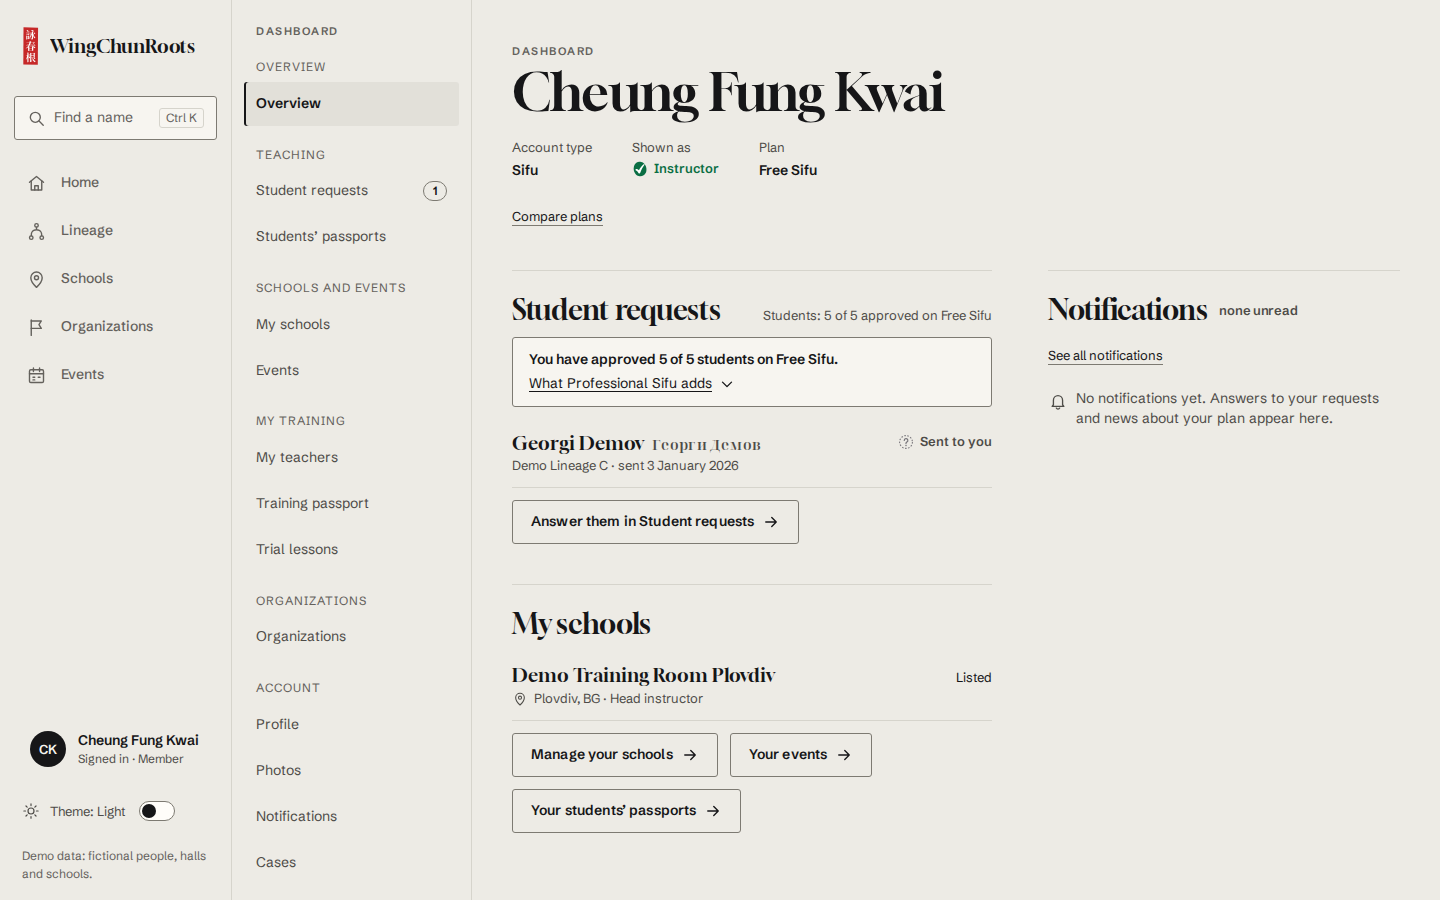 詠春根
WingChunRoots
Find a name Ctrl K
Home
Lineage
Schools
Organizations
Events
CK
Cheung Fung Kwai
Signed in · Member
Theme: Light
Demo data: fictional people, halls
and schools.
DASHBOARD
OVERVIEW
Overview
TEACHING
Student requests 1
Students’ passports
SCHOOLS AND EVENTS
My schools
Events
MY TRAINING
My teachers
Training passport
Trial lessons
ORGANIZATIONS
Organizations
ACCOUNT
Profile
Photos
Notifications
Cases
DASHBOARD
Cheung Fung Kwai
Account type Shown as Plan
Sifu Instructor Free Sifu
Compare plans
Student requests Students: 5 of 5 approved on Free Sifu
You have approved 5 of 5 students on Free Sifu.
What Professional Sifu adds
Georgi Demov Георги Демов Sent to you
Demo Lineage C · sent 3 January 2026
Answer them in Student requests
My schools
Demo Training Room Plovdiv Listed
Plovdiv, BG · Head instructor
Manage your schools Your events
Your students’ passports
Notifications none unread
See all notifications
No notifications yet. Answers to your requests
and news about your plan appear here.